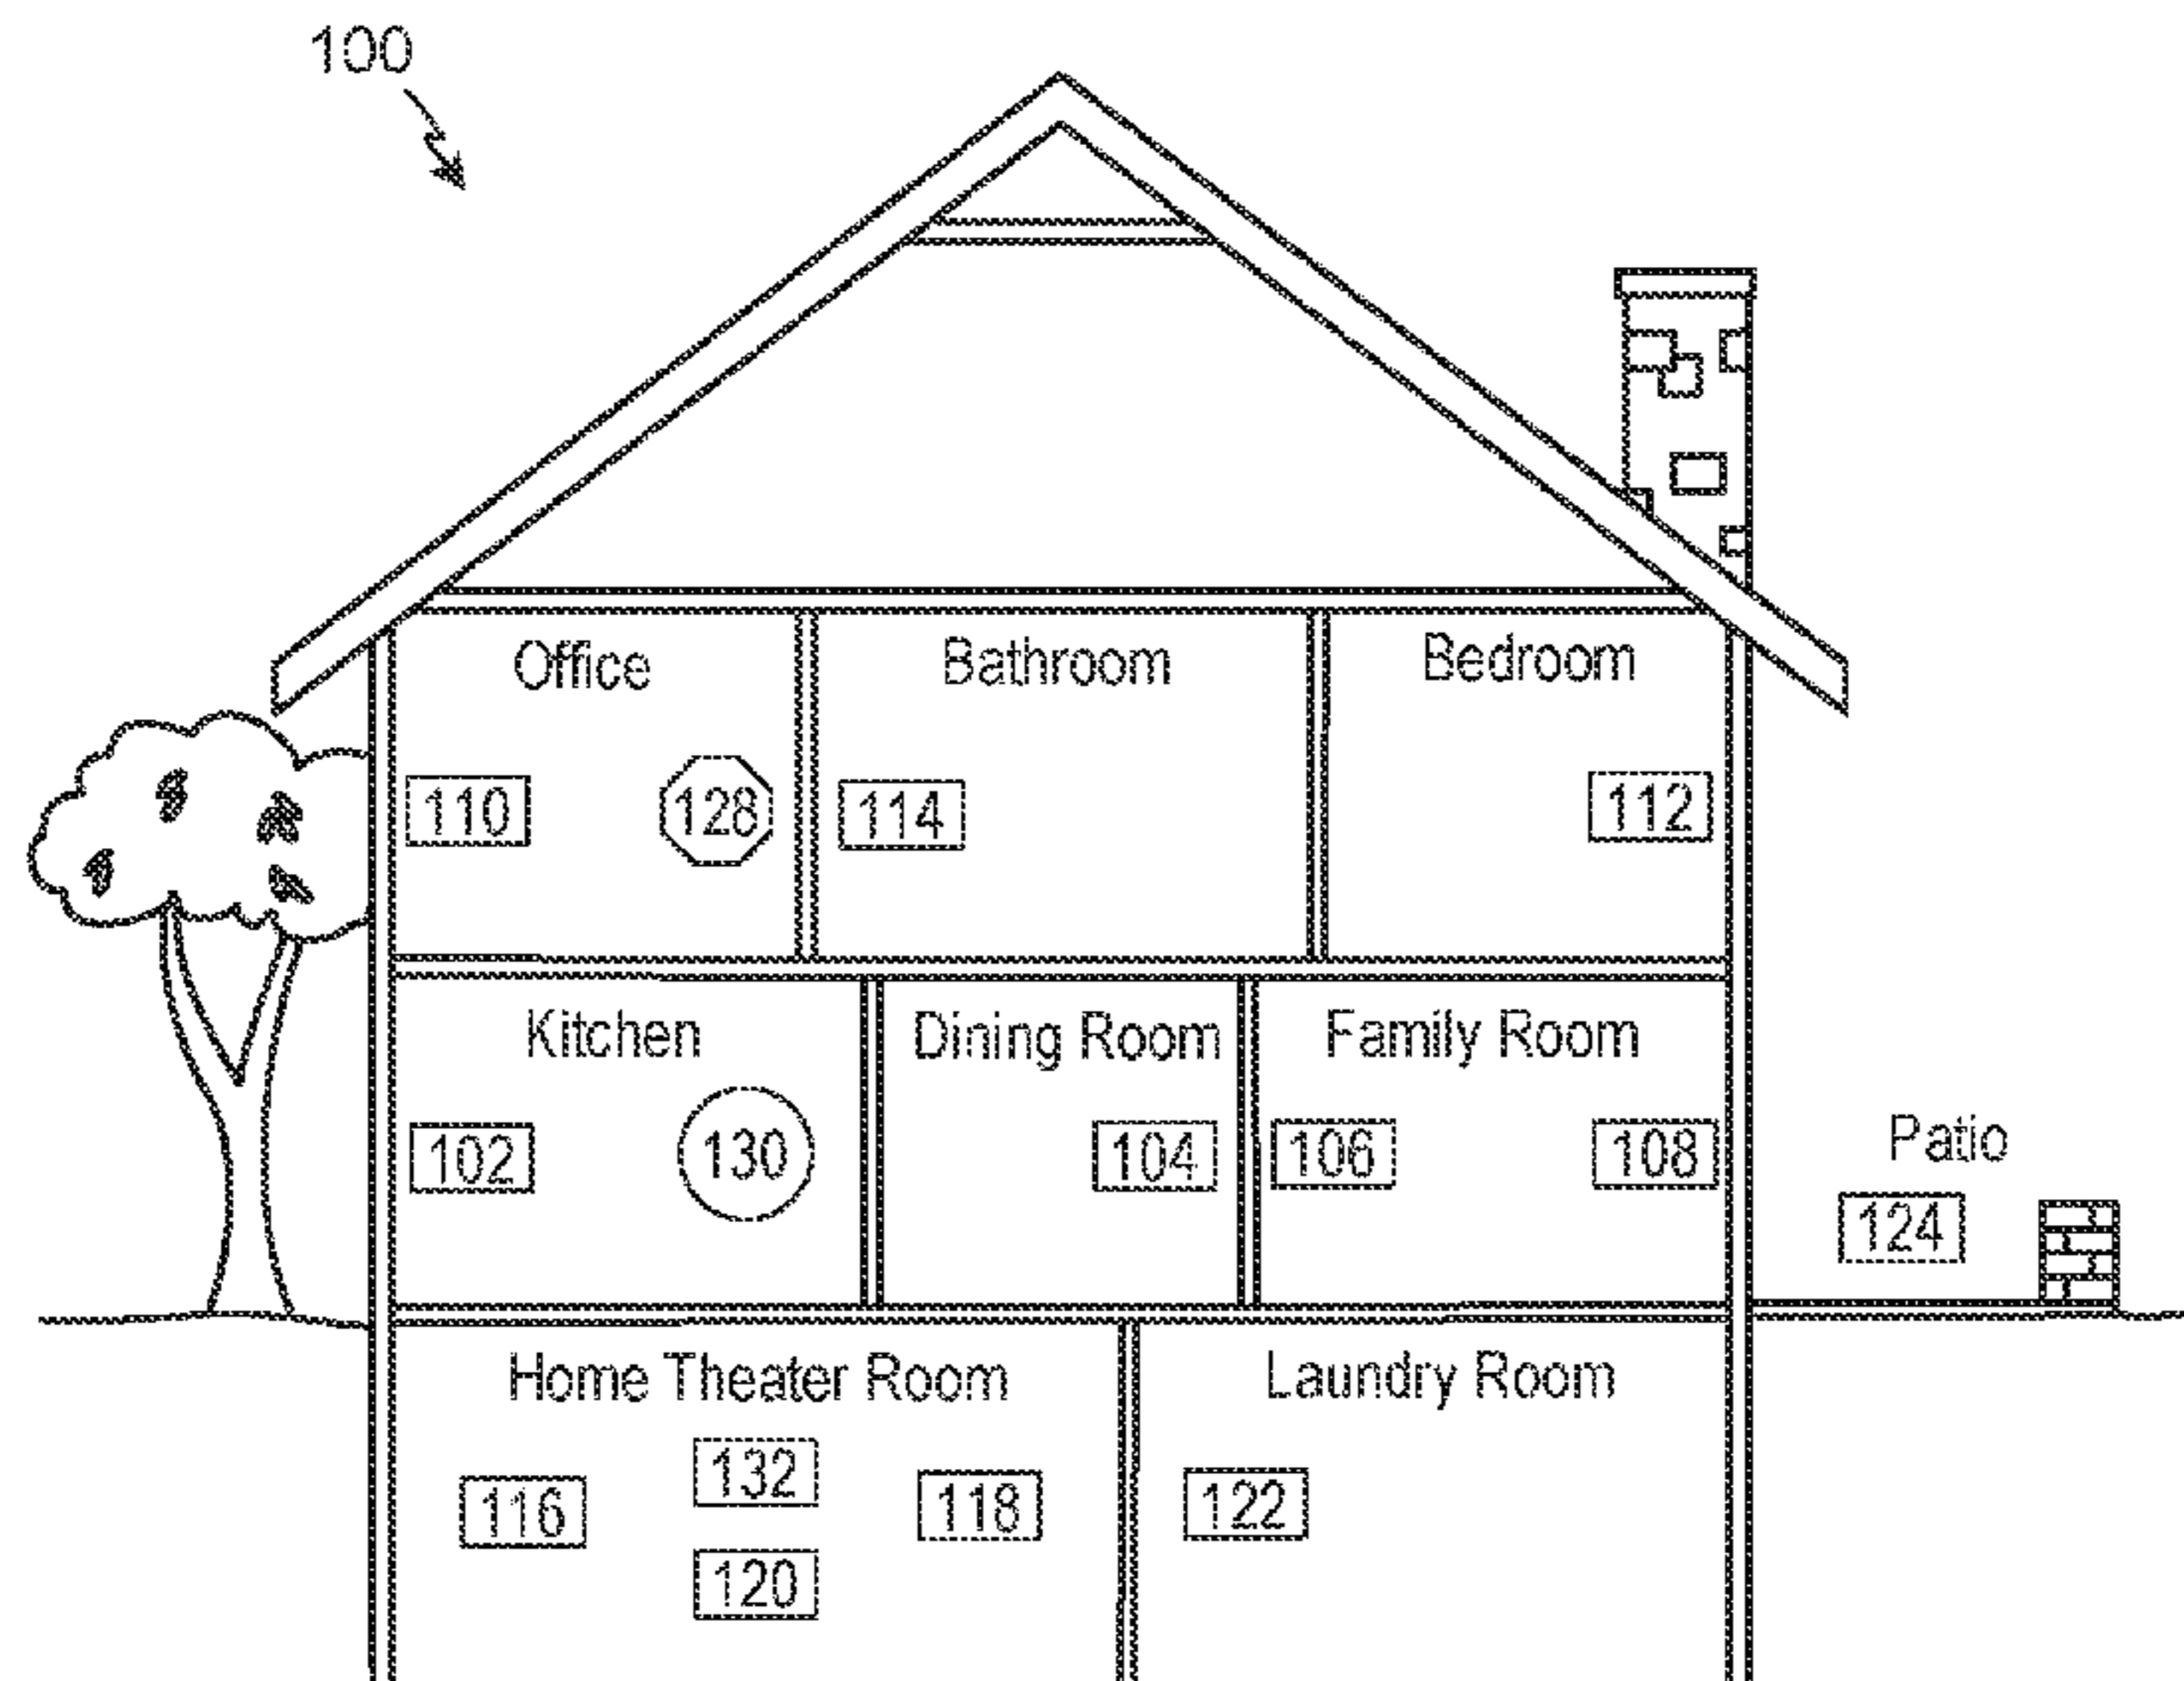 100
Office Bathroom Bedroom
110 128 114 112
Kitchen Dining Room Family Room
102 130 104 106 108
Patio
124
Home Theater Room Laundry Room
132
116 118 122
120